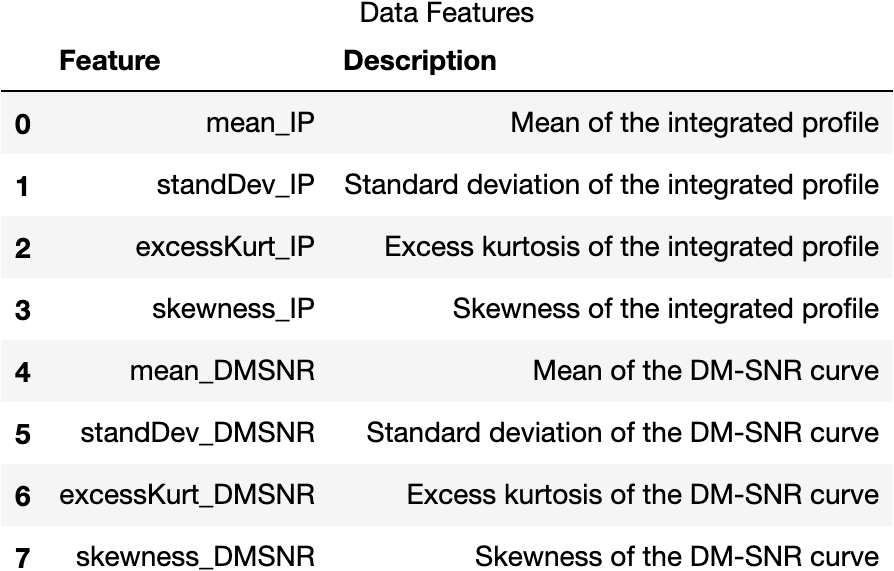 Data Features
Feature Description
0 mean_IP Mean of the integrated profile
1 standDev_IP Standard deviation of the integrated profile
2 excessKurt_IP Excess kurtosis of the integrated profile
3 skewness_IP Skewness of the integrated profile
4 mean_DMSNR Mean of the DM-SNR curve
5 standDev_DMSNR Standard deviation of the DM-SNR curve
6 excessKurt_DMSNR Excess kurtosis of the DM-SNR curve
7 skewness_DMSNR Skewness of the DM-SNR curve